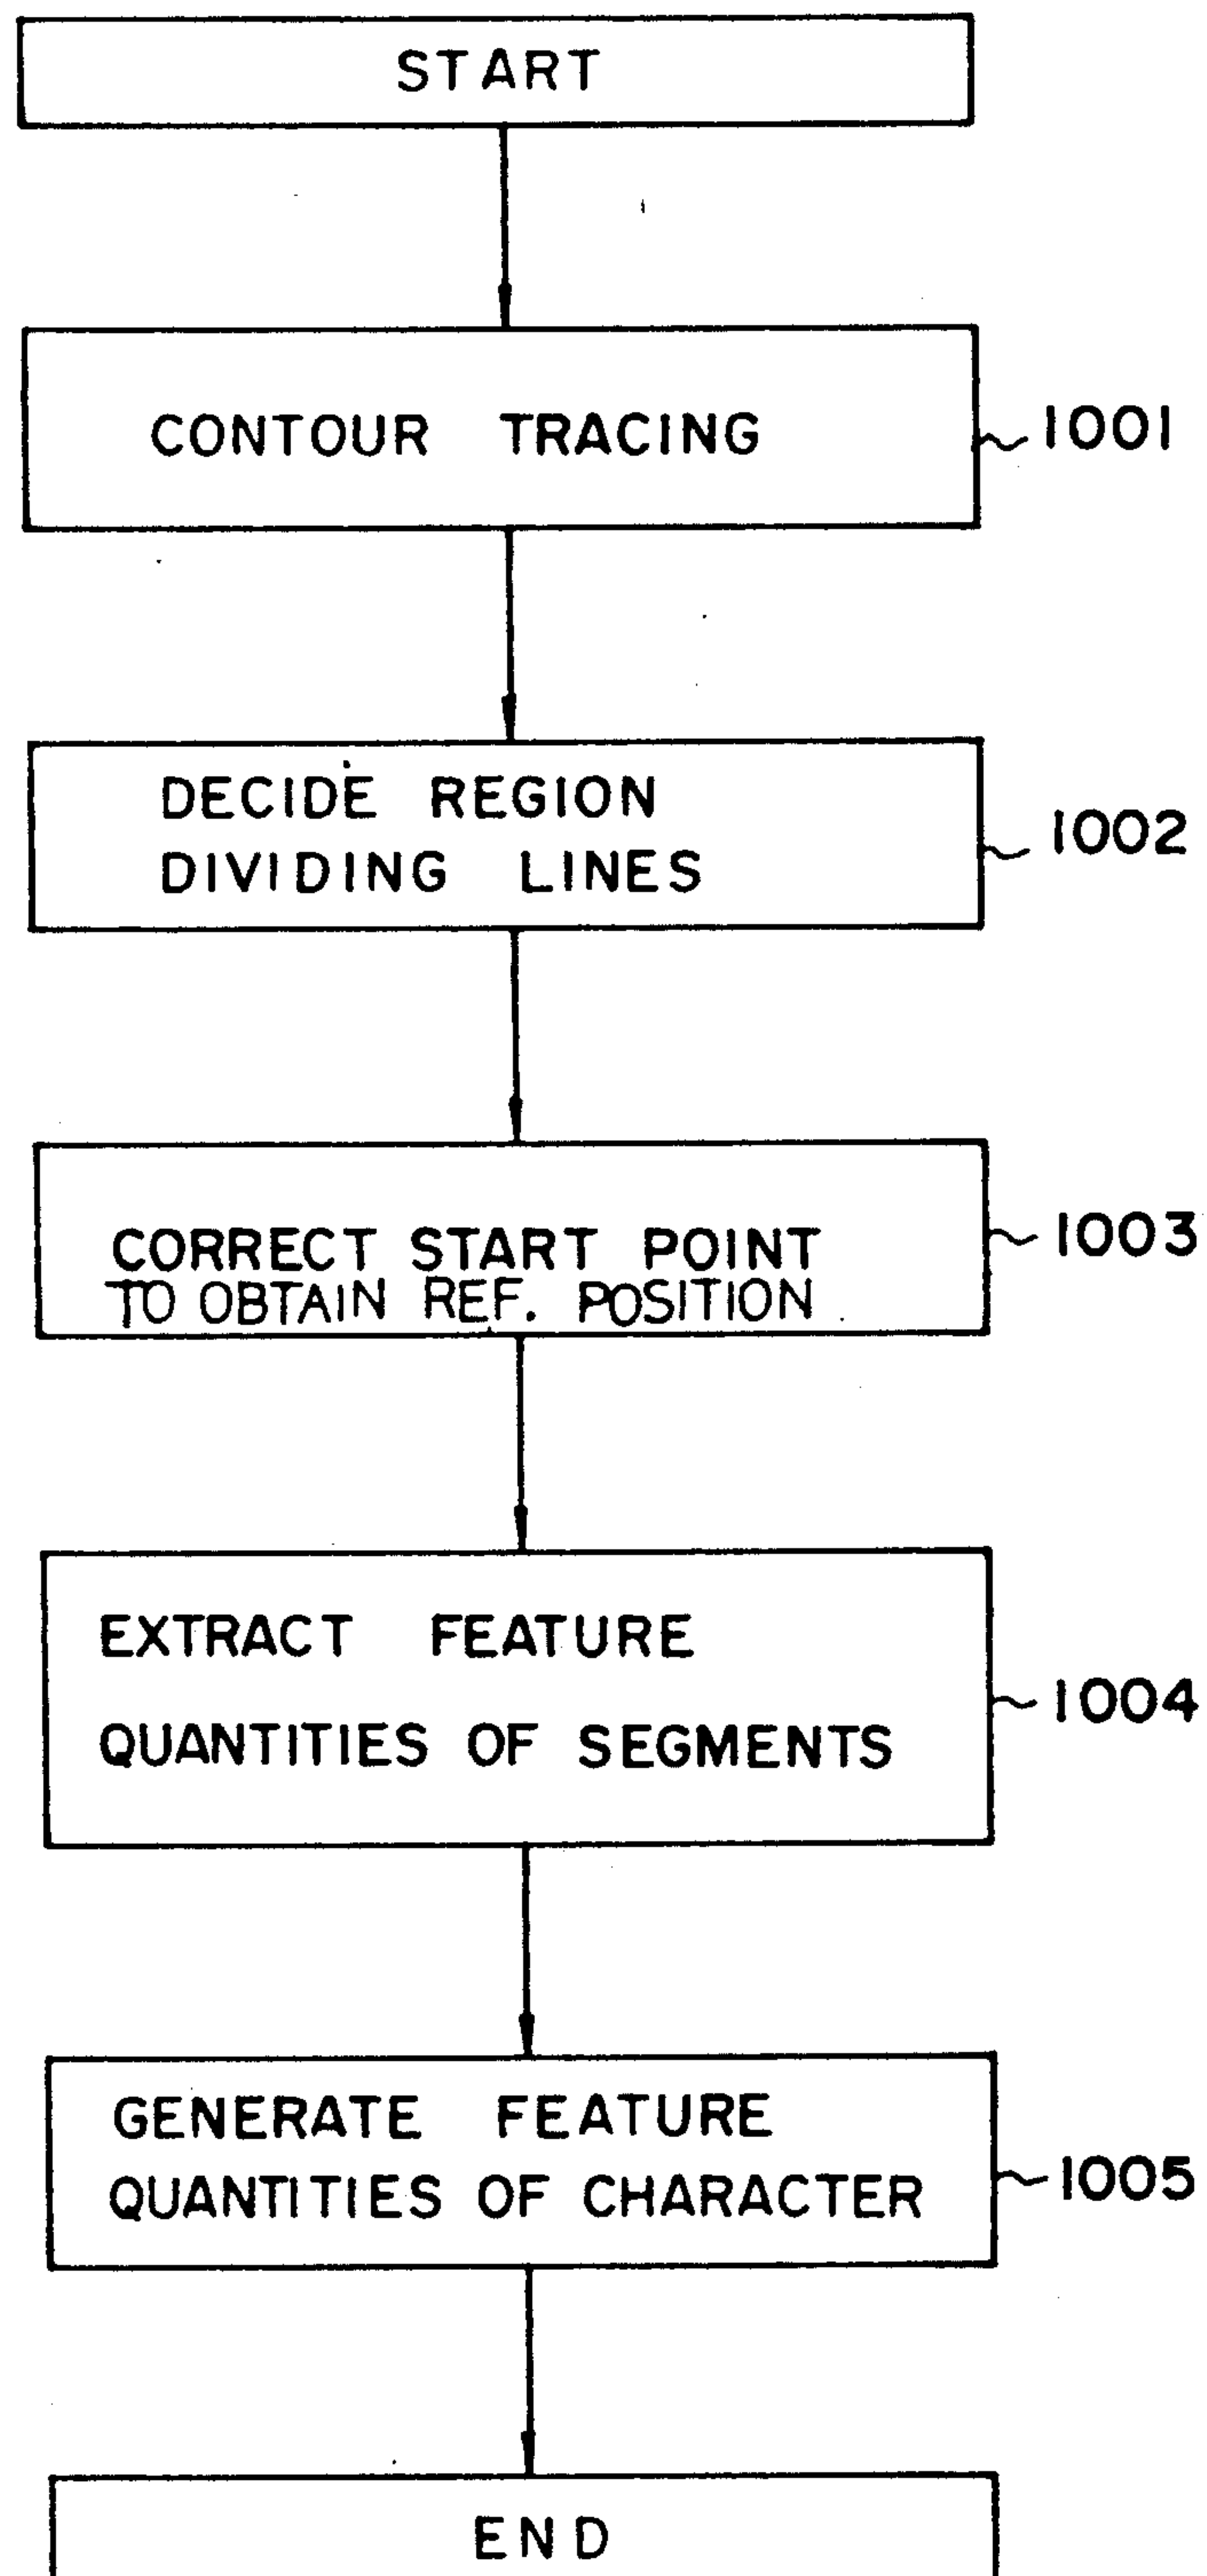 START
CONTOUR TRACING
1001
DECIDE REGION
DIVIDING LINES
1002
CORRECT START POINT
TO OBTAIN REF. POSITION
1003
EXTRACT FEATURE
QUANTITIES OF SEGMENTS
1004
GENERATE FEATURE
QUANTITIES OF CHARACTER
1005
END